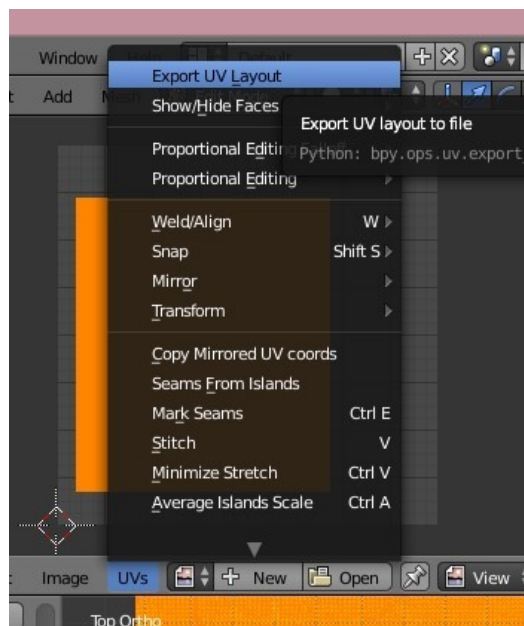 Window
Export UV Layout
Add
Show/Hide Faces
Export UV layout to file
Python: bpy.ops.uv.export
Proportional Editing
Proportional Editing
Weld/Align W
Snap Shift S
Mirror
Transform
Copy Mirrored UV coords
Seams From Islands
Mark Seams Ctrl E
Stitch V
Minimize Stretch Ctrl V
Average Islands Scale Ctrl A
Image UVs New Open View
Top Ortho